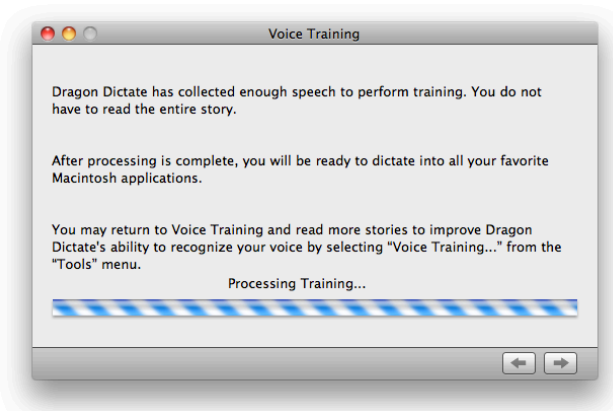 Voice Training
Dragon Dictate has collected enough speech to perform training. You do not
have to read the entire story.
After processing is complete, you will be ready to dictate into all your favorite
Macintosh applications.
You may return to Voice Training and read more stories to improve Dragon
Dictate's ability to recognize your voice by selecting “Voice Training...” from the
"Tools” menu.
Processing Training...